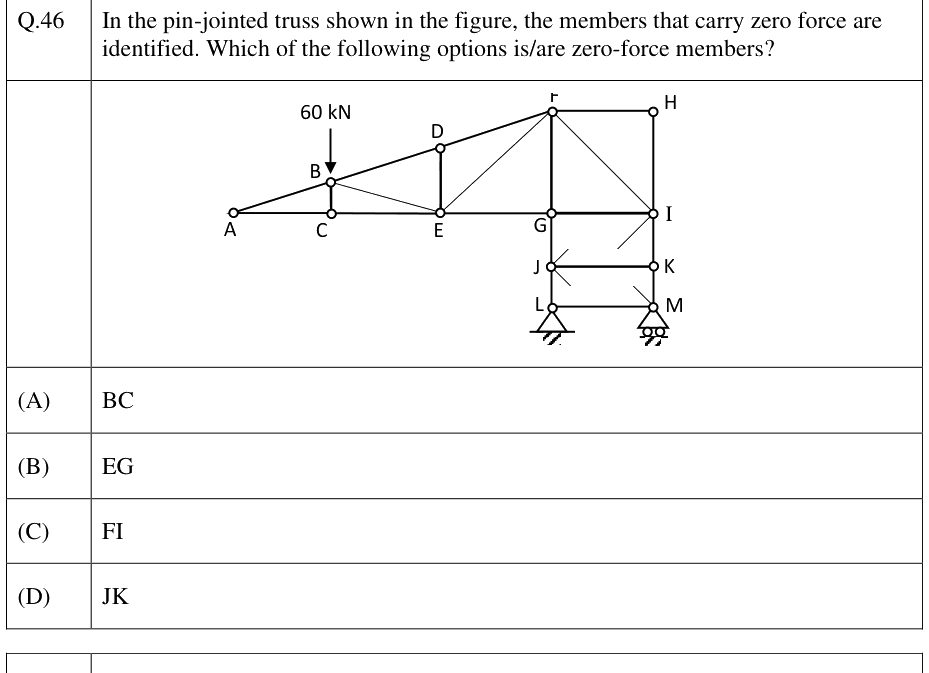 Q.46
In the pin-jointed truss shown in the figure, the members that carry zero force are
identified. Which of the following options is/are zero-force members?
F
H
60 kN
D
B
I
A
C
E
G
J
K
L
M
(A)
BC
(B)
EG
(C)
FI
(D)
JK